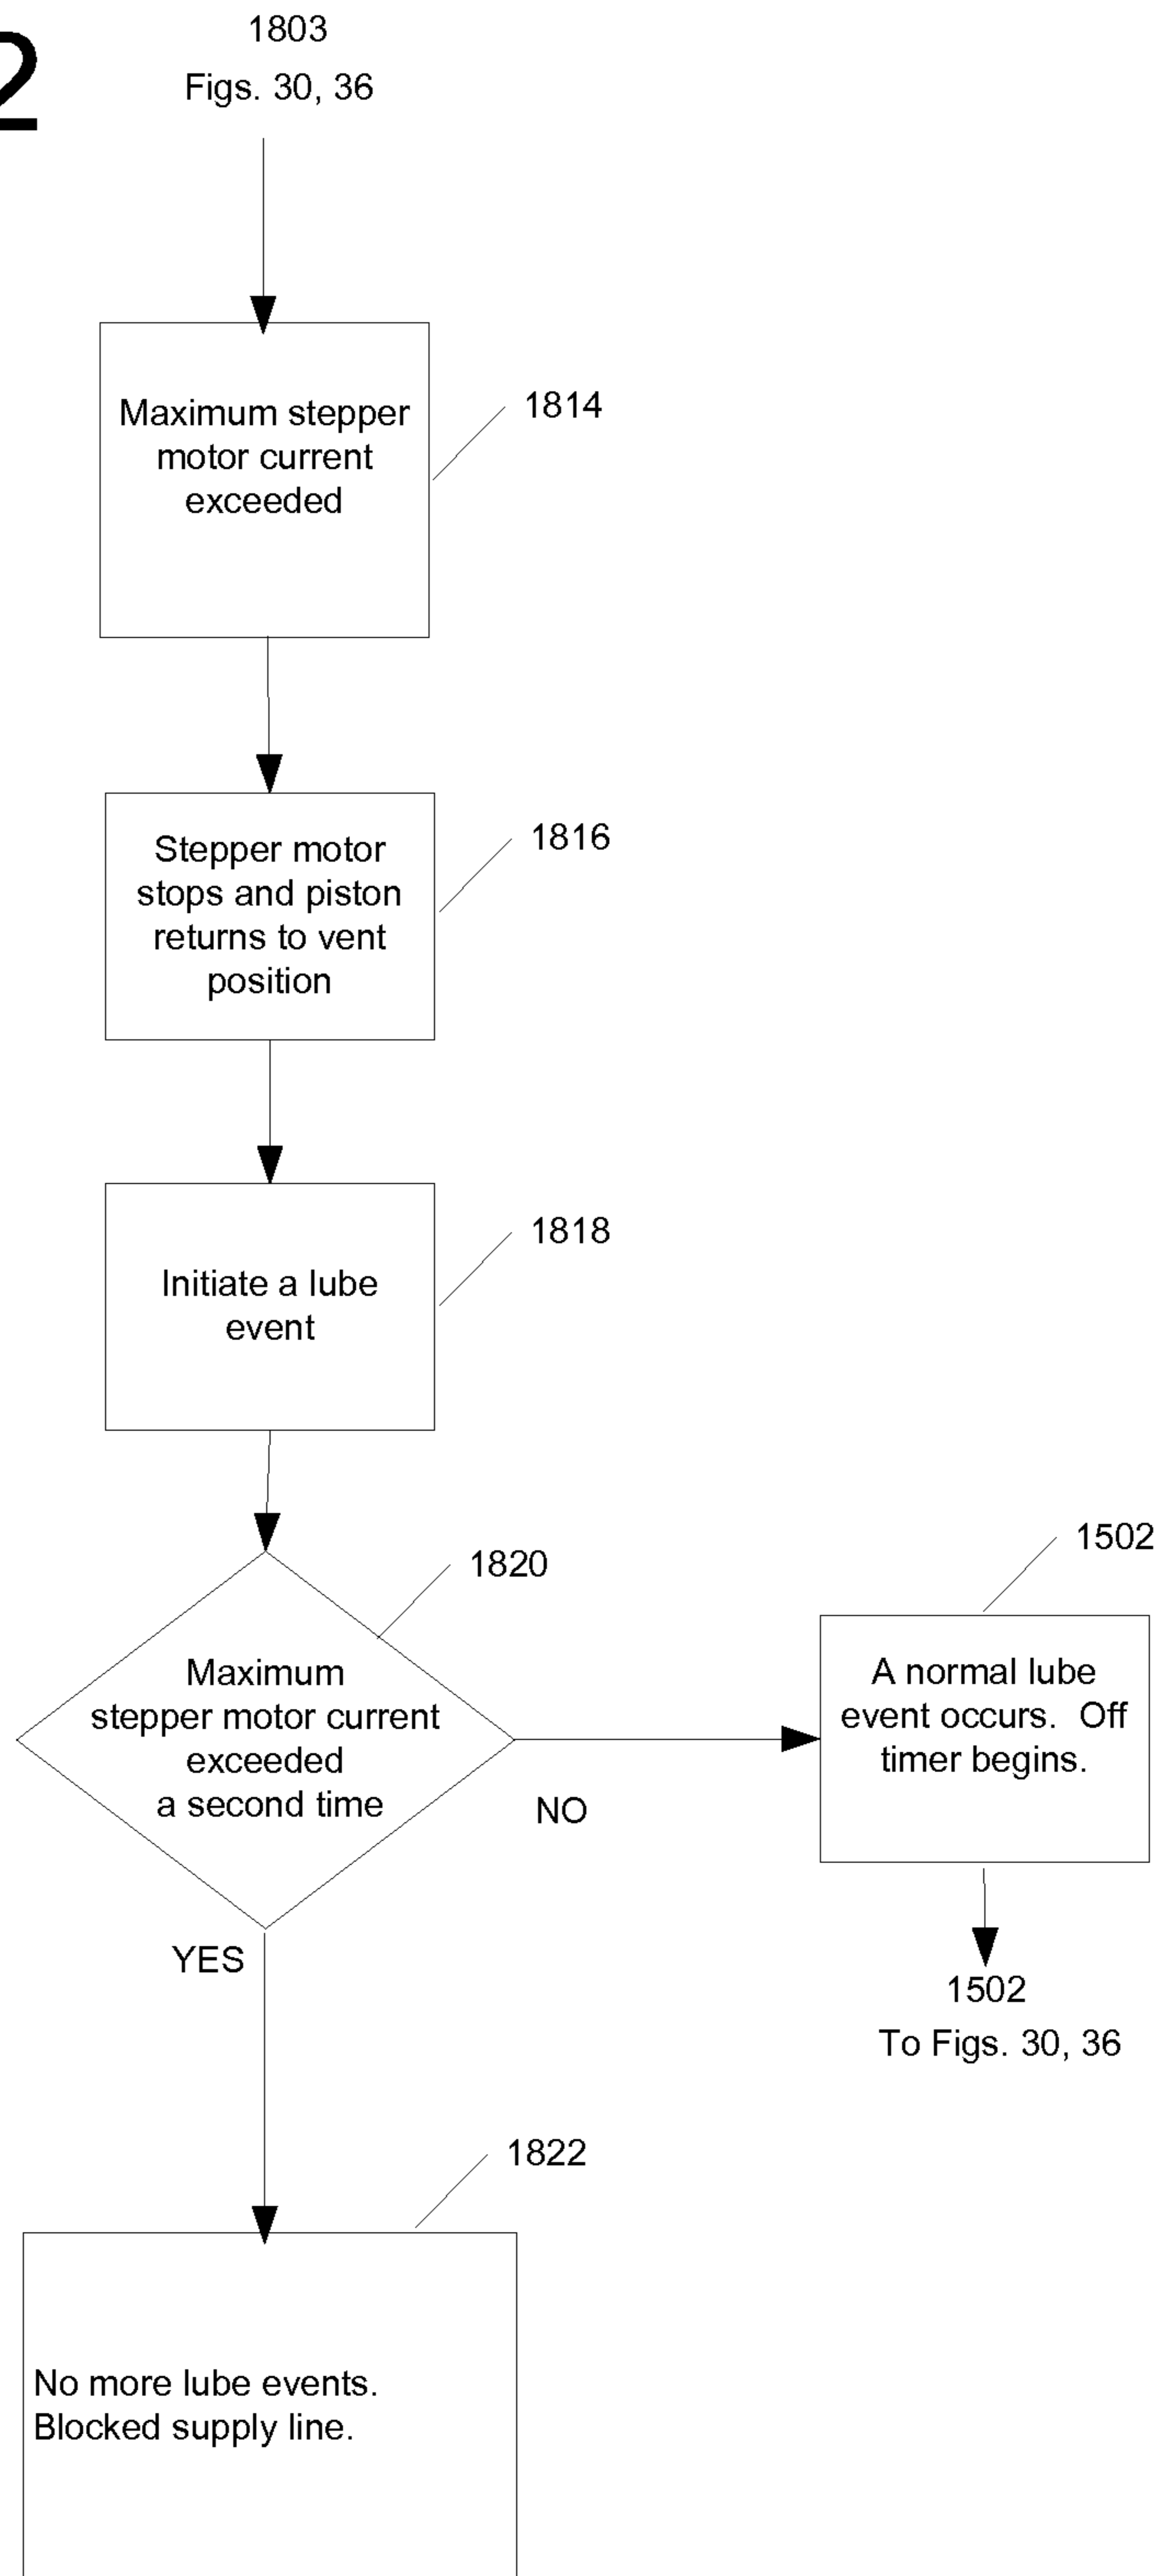 2
1803
Figs. 30, 36
Maximum stepper
motor current
exceeded
1814
Stepper motor
stops and piston
returns to vent
position
1816
Initiate a lube
event
1818
Maximum
stepper motor current
exceeded
a second time
1820
NO
YES
1502
A normal lube
event occurs.  Off
timer begins.
1502
To Figs. 30, 36
1822
No more lube events.
Blocked supply line.